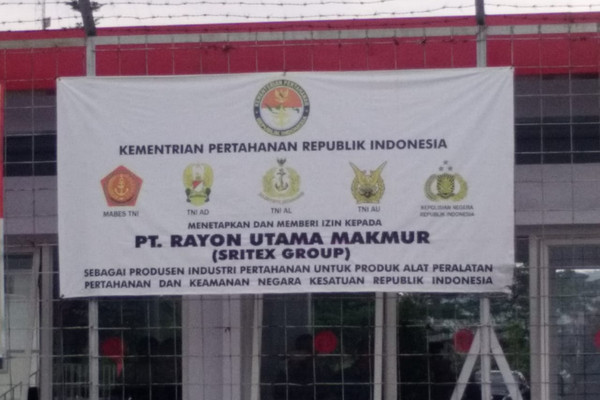 KEMENTRIAN PERTAHANAN REPUBLIK INDONESIA
MABES TNI
TNI AD
TNI AL
TNI AU
KEPOLISIAN NEGARA
REPUBLIK INDONESIA
MENETAPKAN DAN MEMBERI IZIN KEPADA
PT. RAYON UTAMA MAKMUR
(SRITEX GROUP)
SEBAGAI PRODUSEN INDUSTRI PERTAHANAN UNTUK PRODUK ALAT PERALATAN
PERTAHANAN DAN KEAMANAN NEGARA KESATUAN REPUBLIK INDONESIA